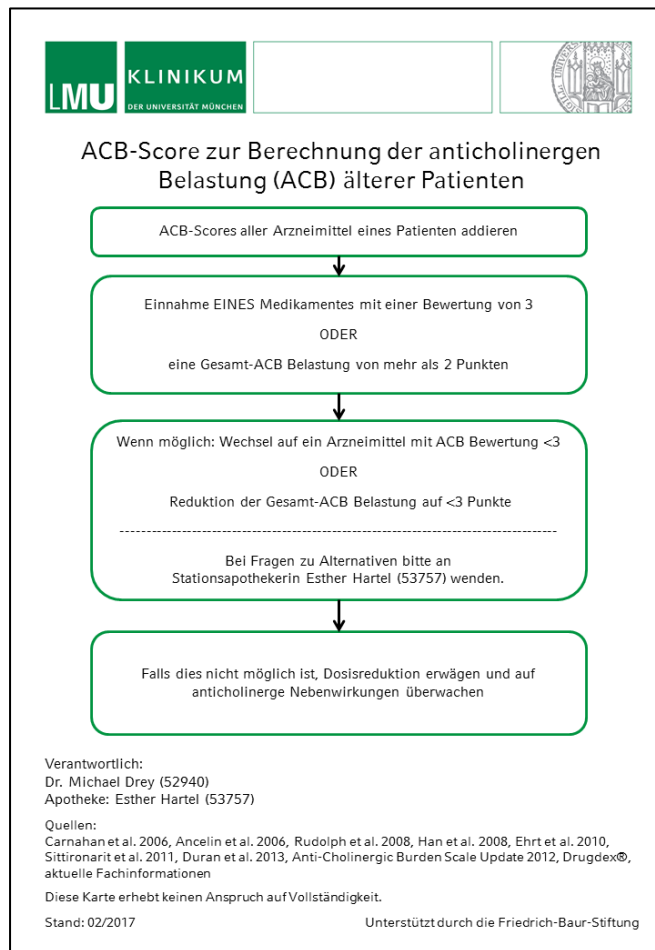 LMU
KLINIKUM
DER UNIVERSITÄT MÜNCHEN
ACB-Score zur Berechnung der anticholinergen
Belastung (ACB) älterer Patienten
ACB-Scores aller Arzneimittel eines Patienten addieren
Einnahme EINES Medikamentes mit einer Bewertung von 3
ODER
eine Gesamt-ACB Belastung von mehr als 2 Punkten
Wenn möglich: Wechsel auf ein Arzneimittel mit ACB Bewertung <3
ODER
Reduktion der Gesamt-ACB Belastung auf <3 Punkte
--------------------------------------------------------------------------------
Bei Fragen zu Alternativen bitte an
Stationsapothekerin Esther Hartel (53757) wenden.
Falls dies nicht möglich ist, Dosisreduktion erwägen und auf
anticholinerge Nebenwirkungen überwachen
Verantwortlich:
Dr. Michael Drey (52940)
Apotheke: Esther Hartel (53757)
Quellen:
Carnahan et al. 2006, Ancelin et al. 2006, Rudolph et al. 2008, Han et al. 2008, Ehrt et al. 2010,
Sittironarit et al. 2011, Duran et al. 2013, Anti-Cholinergic Burden Scale Update 2012, Drugdex®,
aktuelle Fachinformationen
Diese Karte erhebt keinen Anspruch auf Vollständigkeit.
Stand: 02/2017 Unterstützt durch die Friedrich-Baur-Stiftung